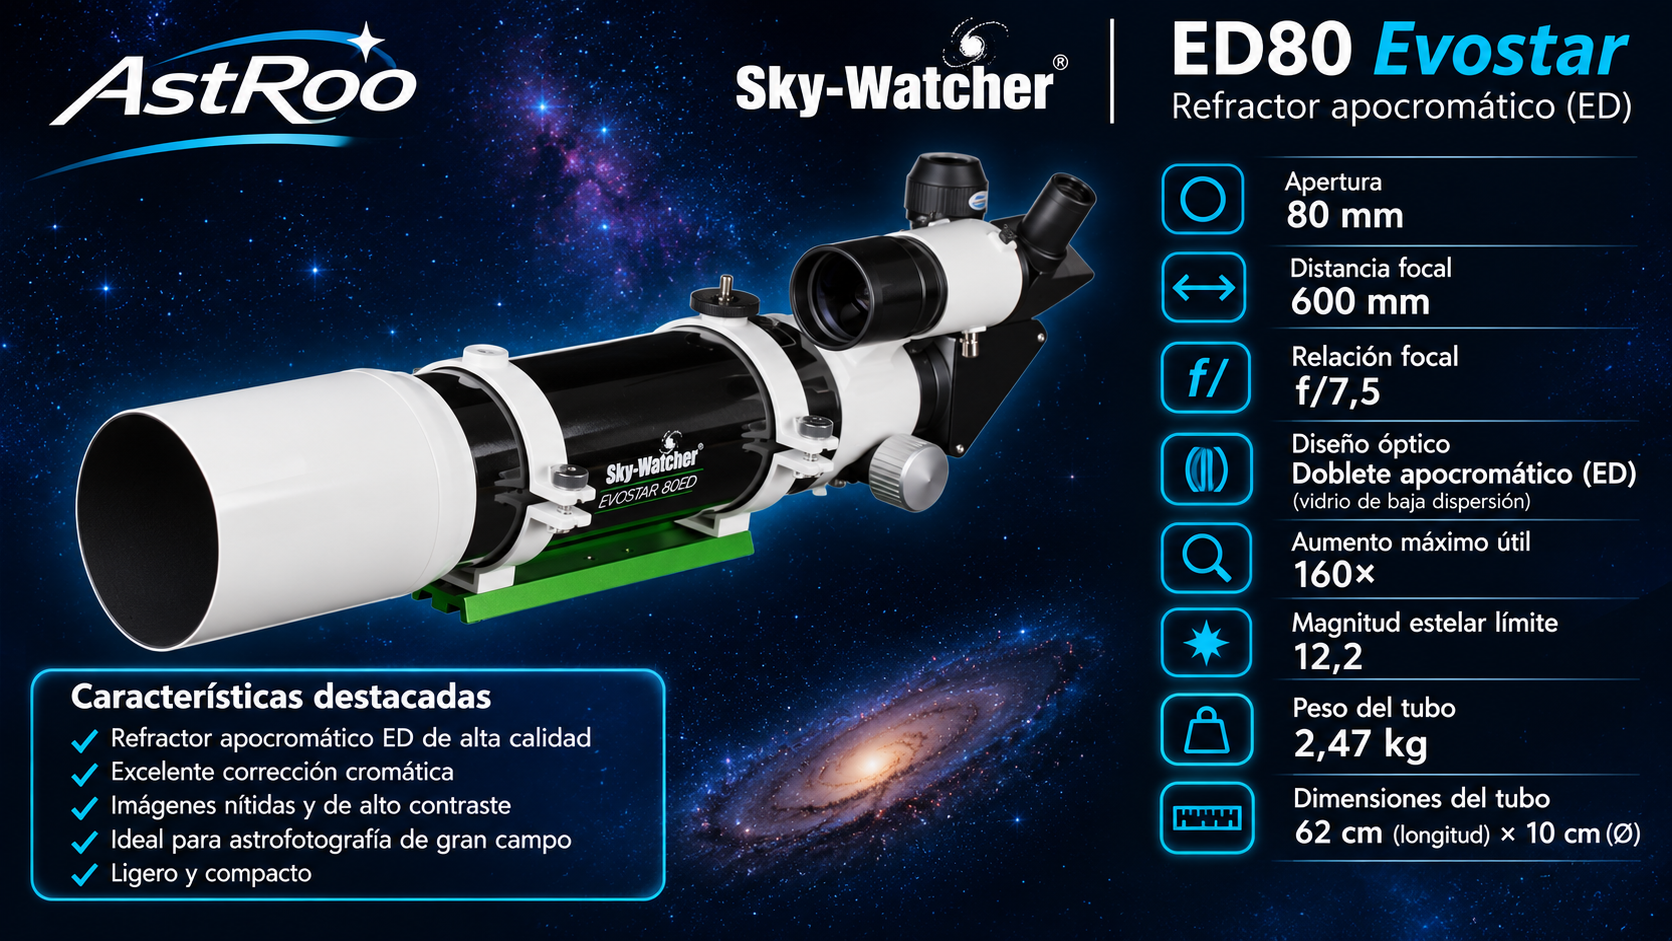 AstRoo
Sky-Watcher®
ED80 Evostar
Refractor apocromático (ED)
Apertura
80 mm
Distancia focal
600 mm
f/
Relación focal
f/7,5
Diseño óptico
Doblete apocromático (ED)
(vidrio de baja dispersión)
Aumento máximo útil
160×
Magnitud estelar límite
12,2
Peso del tubo
2,47 kg
Dimensiones del tubo
62 cm (longitud) × 10 cm (Ø)
Sky-Watcher®
EVOSTAR 80ED
Características destacadas
Refractor apocromático ED de alta calidad
Excelente corrección cromática
Imágenes nítidas y de alto contraste
Ideal para astrofotografía de gran campo
Ligero y compacto